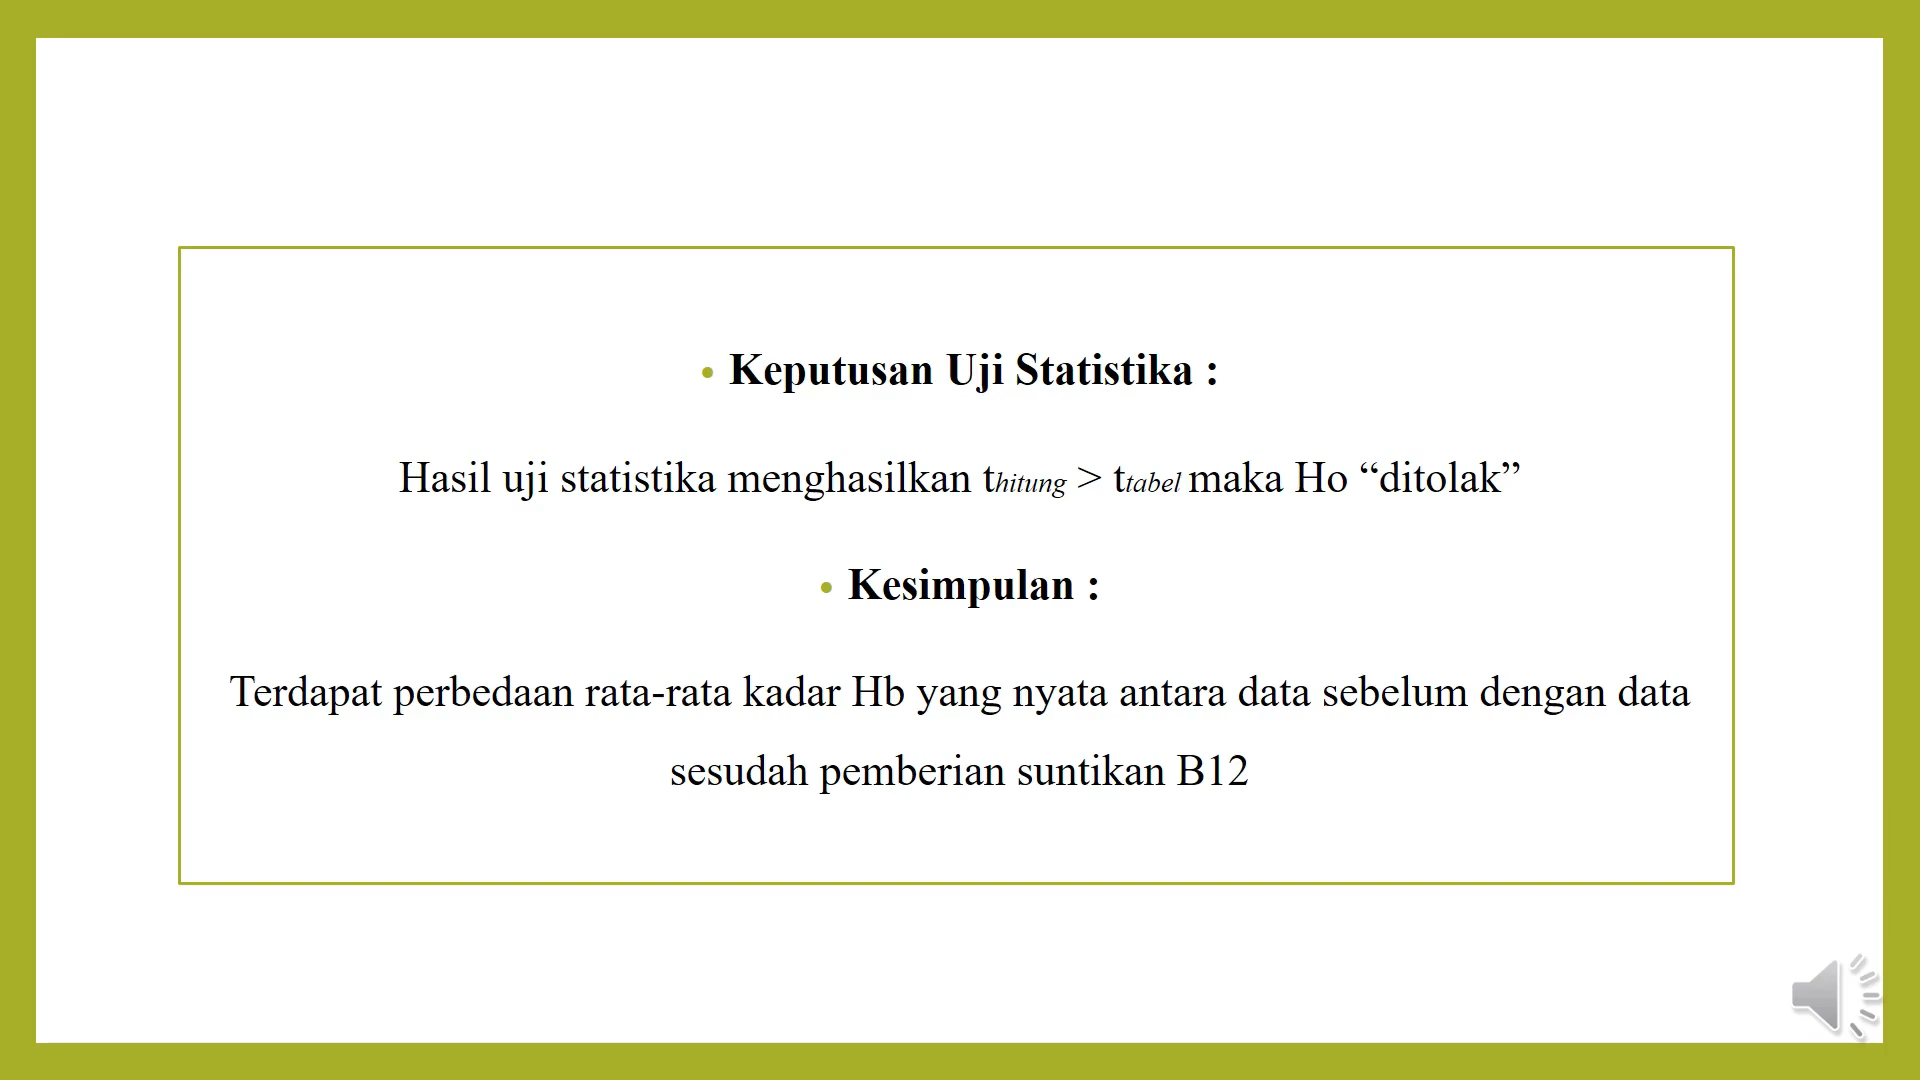 • Keputusan Uji Statistika :
Hasil uji statistika menghasilkan thitung > ttabel maka Ho “ditolak”
• Kesimpulan :
Terdapat perbedaan rata-rata kadar Hb yang nyata antara data sebelum dengan data
sesudah pemberian suntikan B12